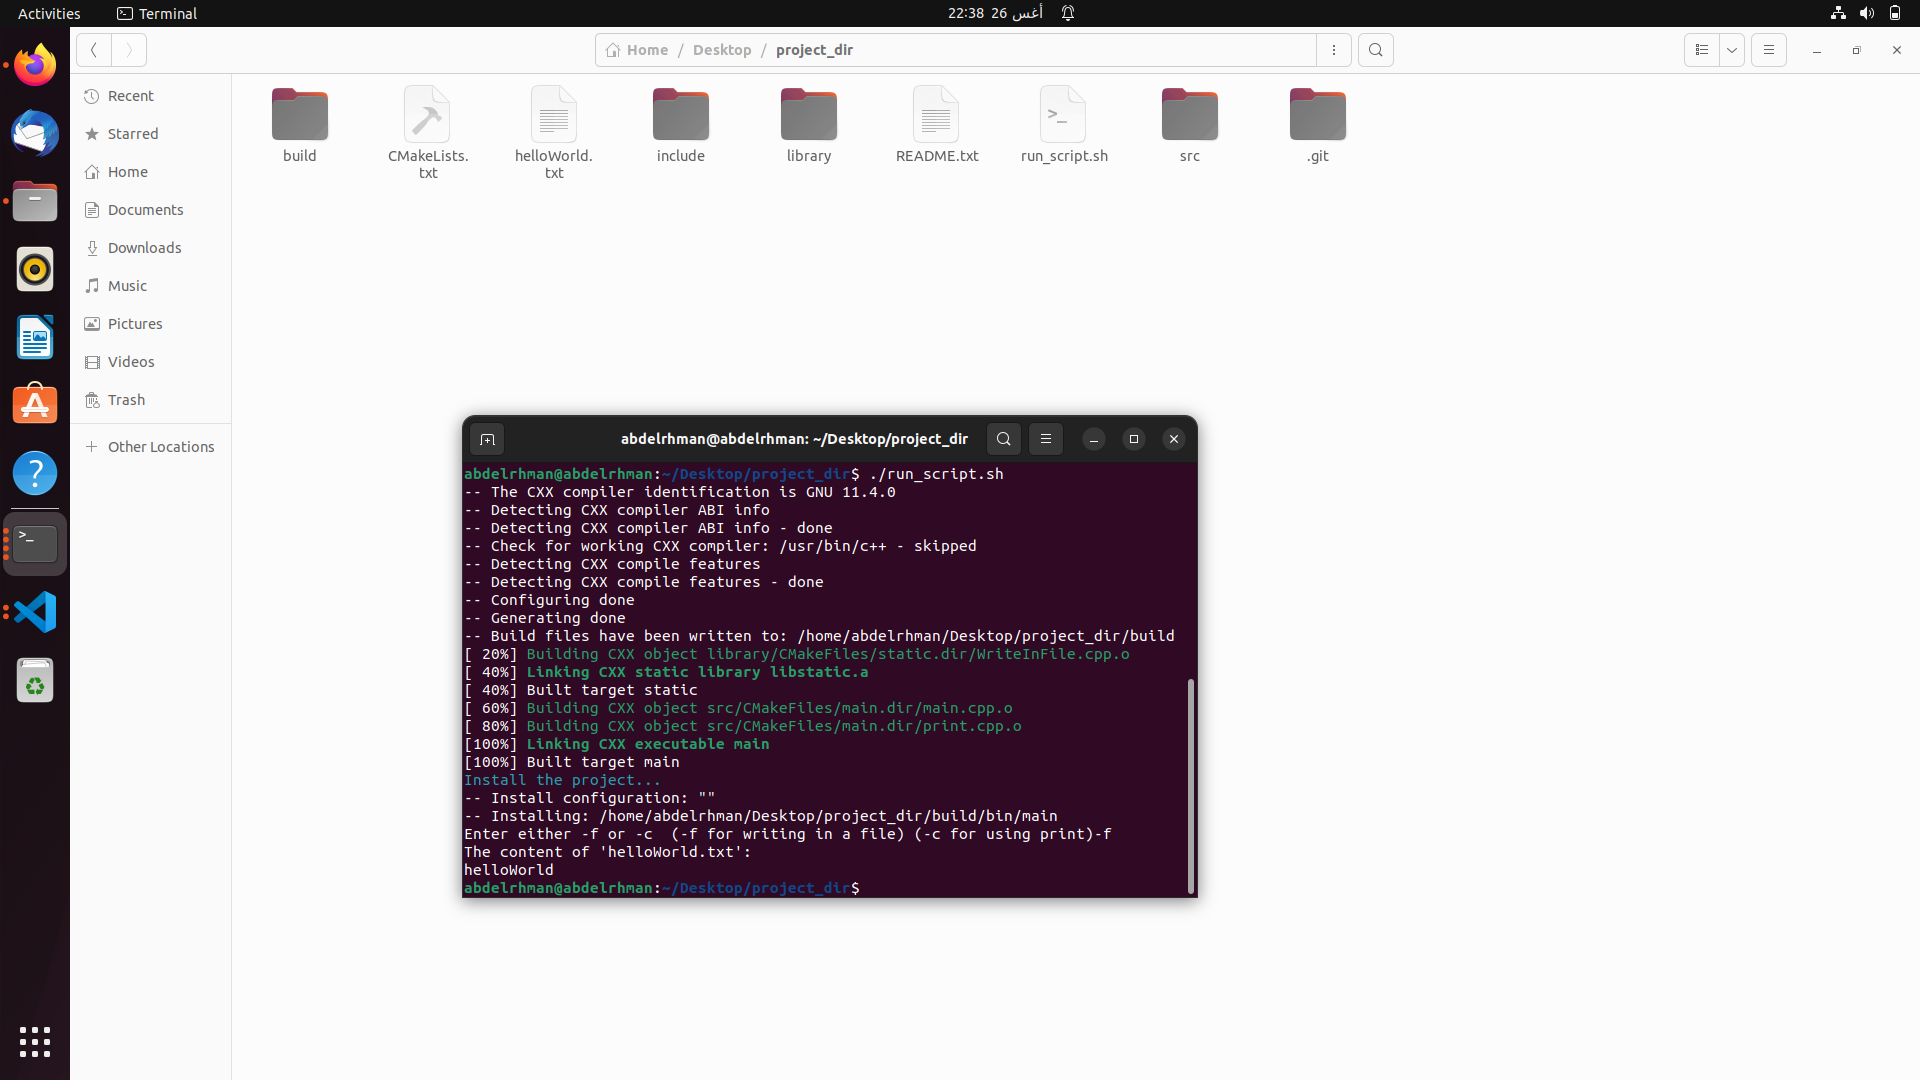 Activities
Terminal
22:38 26 أغس
Home / Desktop / project_dir
Recent
Starred
Home
Documents
Downloads
Music
Pictures
Videos
Trash
Other Locations
build
CMakeLists.
txt
helloWorld.
txt
include
library
README.txt
run_script.sh
src
.git
abdelrhman@abdelrhman: ~/Desktop/project_dir
abdelrhman@abdelrhman:~/Desktop/project_dir$ ./run_script.sh
-- The CXX compiler identification is GNU 11.4.0
-- Detecting CXX compiler ABI info
-- Detecting CXX compiler ABI info - done
-- Check for working CXX compiler: /usr/bin/c++ - skipped
-- Detecting CXX compile features
-- Detecting CXX compile features - done
-- Configuring done
-- Generating done
-- Build files have been written to: /home/abdelrhman/Desktop/project_dir/build
[ 20%] Building CXX object library/CMakeFiles/static.dir/WriteInFile.cpp.o
[ 40%] Linking CXX static library libstatic.a
[ 40%] Built target static
[ 60%] Building CXX object src/CMakeFiles/main.dir/main.cpp.o
[ 80%] Building CXX object src/CMakeFiles/main.dir/print.cpp.o
[100%] Linking CXX executable main
[100%] Built target main
Install the project...
-- Install configuration: ""
-- Installing: /home/abdelrhman/Desktop/project_dir/build/bin/main
Enter either -f or -c  (-f for writing in a file) (-c for using print)-f
The content of 'helloWorld.txt':
helloWorld
abdelrhman@abdelrhman:~/Desktop/project_dir$